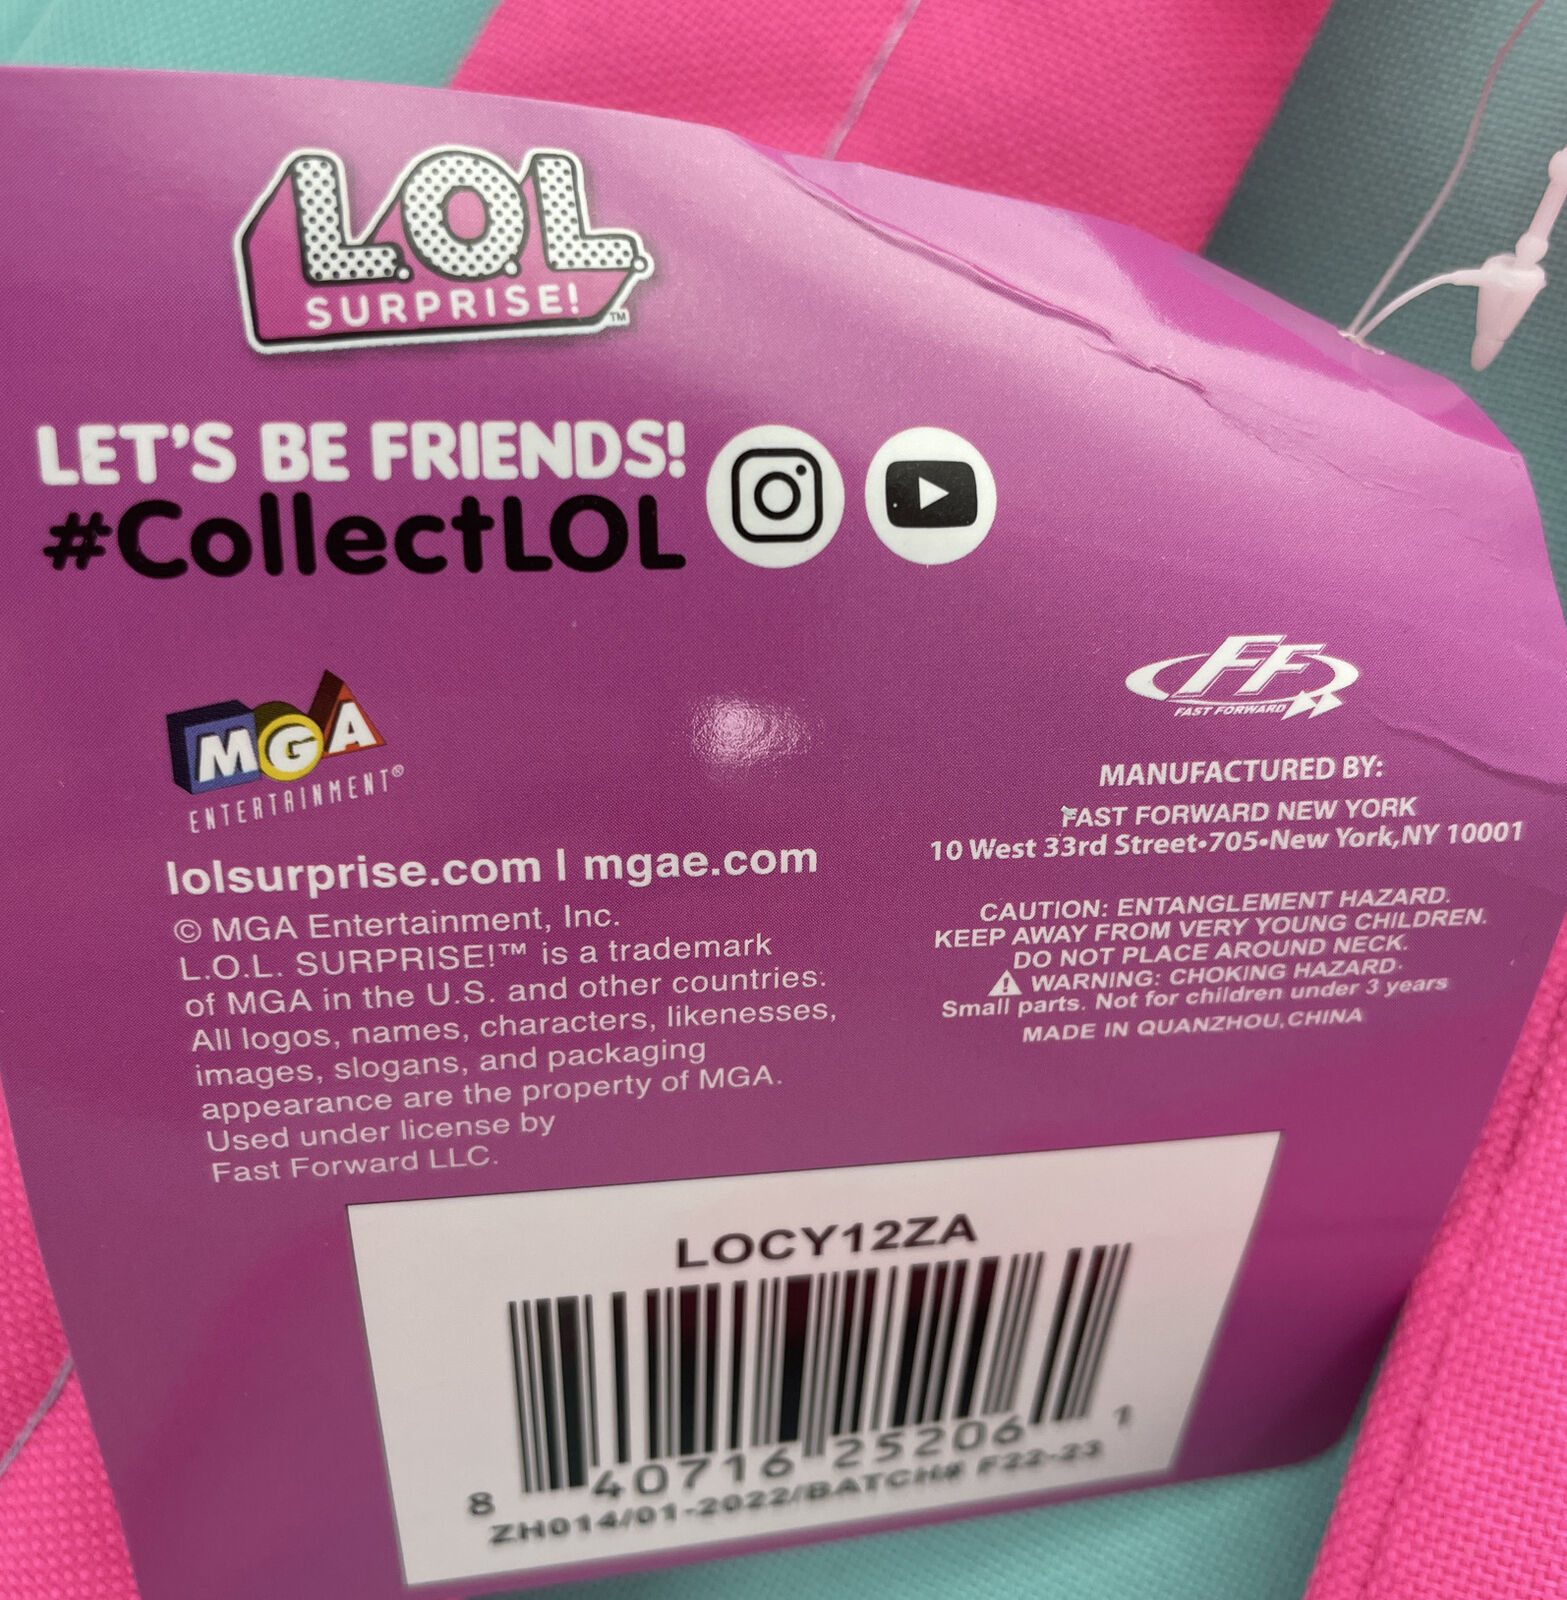 L.O.L.
SURPRISE!™
LET'S BE FRIENDS!
#CollectLOL
MGA
ENTERTAINMENT®
lolsurprise.com | mgae.com
© MGA Entertainment, Inc.
L.O.L. SURPRISE!™ is a trademark
of MGA in the U.S. and other countries.
All logos, names, characters, likenesses,
images, slogans, and packaging
appearance are the property of MGA.
Used under license by
Fast Forward LLC.
FF
FAST FORWARD
MANUFACTURED BY:
FAST FORWARD NEW YORK
10 West 33rd Street•705•New York,NY 10001
CAUTION: ENTANGLEMENT HAZARD.
KEEP AWAY FROM VERY YOUNG CHILDREN.
DO NOT PLACE AROUND NECK.
WARNING: CHOKING HAZARD.
Small parts. Not for children under 3 years
MADE IN QUANZHOU,CHINA
LOCY12ZA
8 40716 25206 1
ZH014/01-2022/BATCH# F22-23